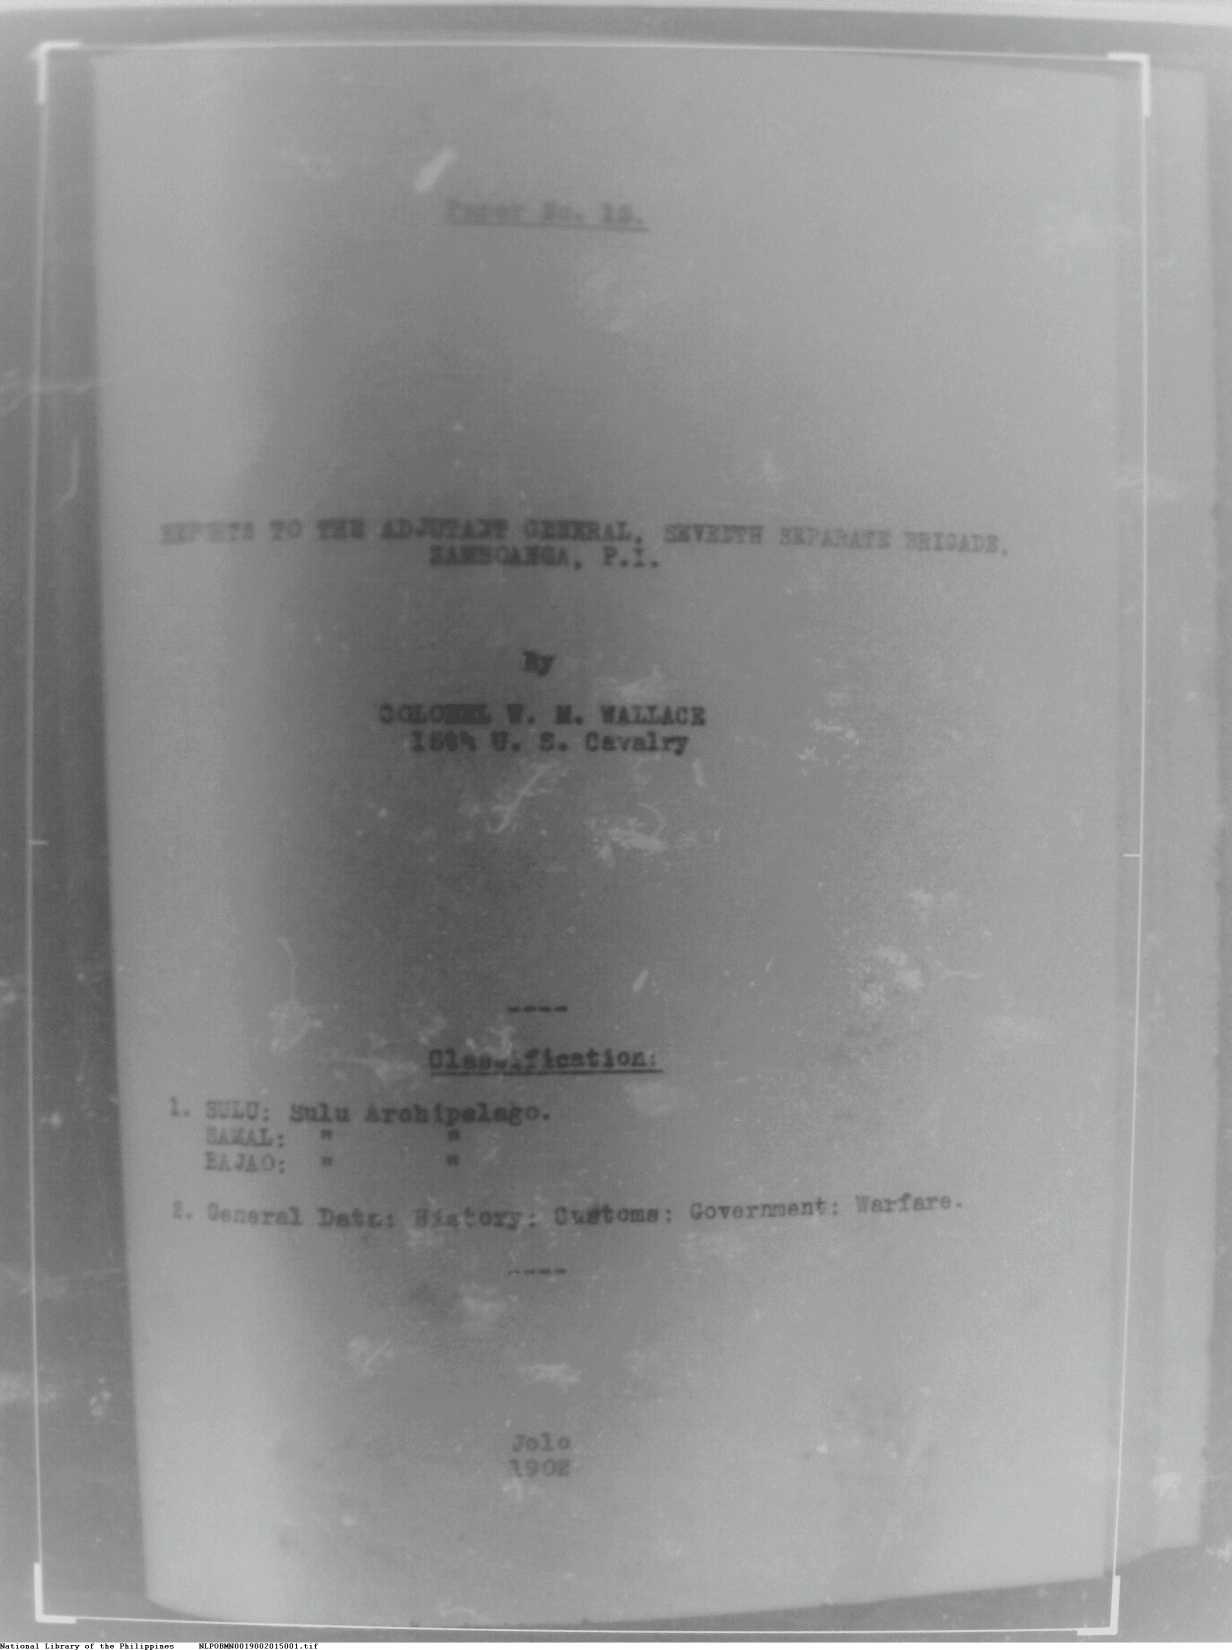 Paper No. 15.
REPORTS TO THE ADJUTANT GENERAL, SEVENTH SEPARATE BRIGADE,
ZAMBOANGA, P.I.
By
COLONEL W. M. WALLACE
15th U. S. Cavalry
----
Classification:
1. SULU: Sulu Archipelago.
SAMAL: " "
BAJAO: " "
2. General Data: History: Customs: Government: Warfare.
----
Jolo
1902
National Library of the Philippines NLPOBMN0019002015001.tif